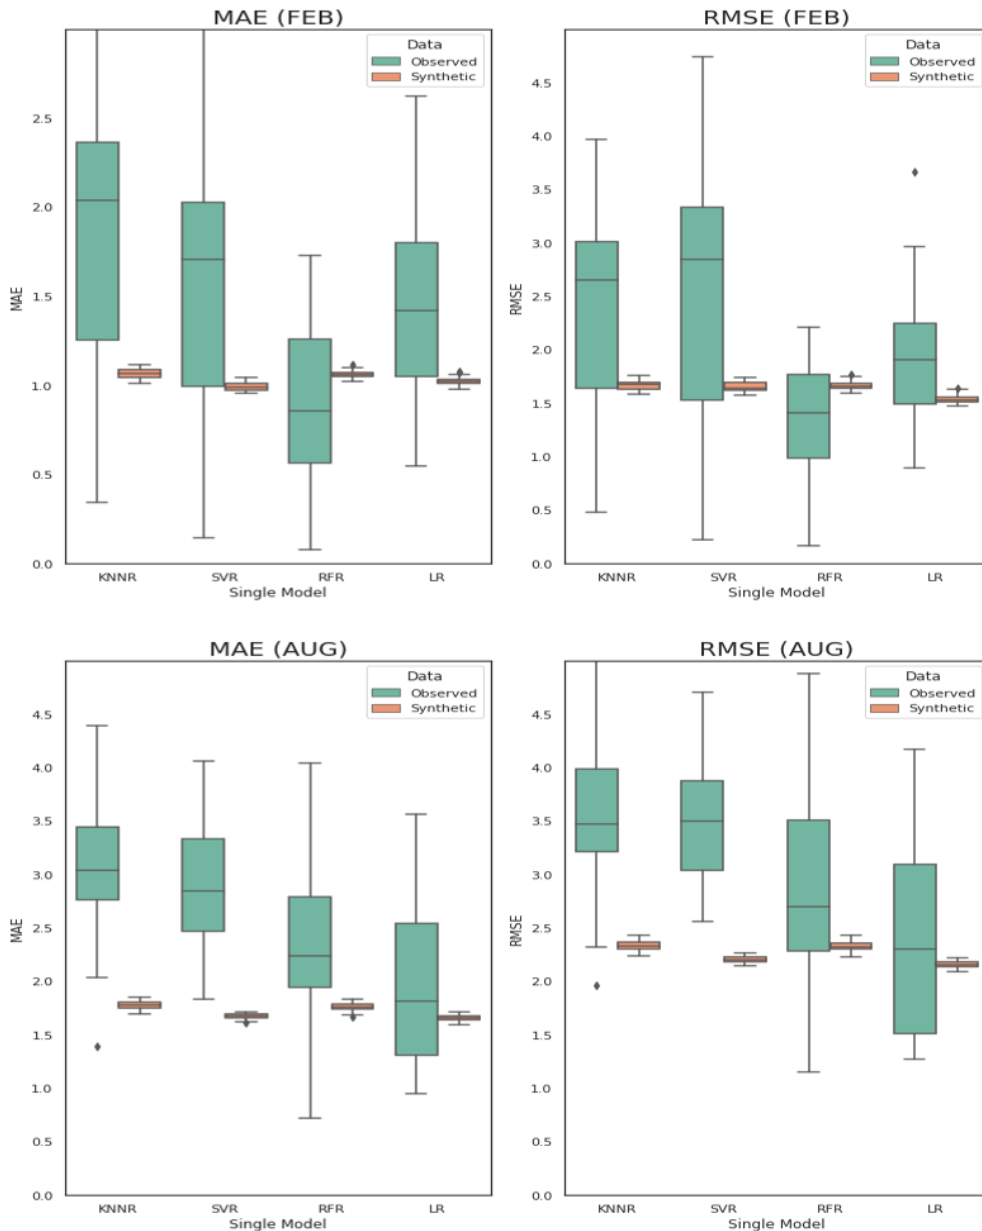 MAE (FEB)
Data
Observed
Synthetic
2.5
2.0
1.5
1.0
0.5
0.0
MAE
KNNR SVR RFR LR
Single Model
RMSE (FEB)
Data
Observed
Synthetic
4.5
4.0
3.5
3.0
2.5
2.0
1.5
1.0
0.5
0.0
RMSE
KNNR SVR RFR LR
Single Model
MAE (AUG)
Data
Observed
Synthetic
4.5
4.0
3.5
3.0
2.5
2.0
1.5
1.0
0.5
0.0
MAE
KNNR SVR RFR LR
Single Model
RMSE (AUG)
Data
Observed
Synthetic
4.5
4.0
3.5
3.0
2.5
2.0
1.5
1.0
0.5
0.0
RMSE
KNNR SVR RFR LR
Single Model